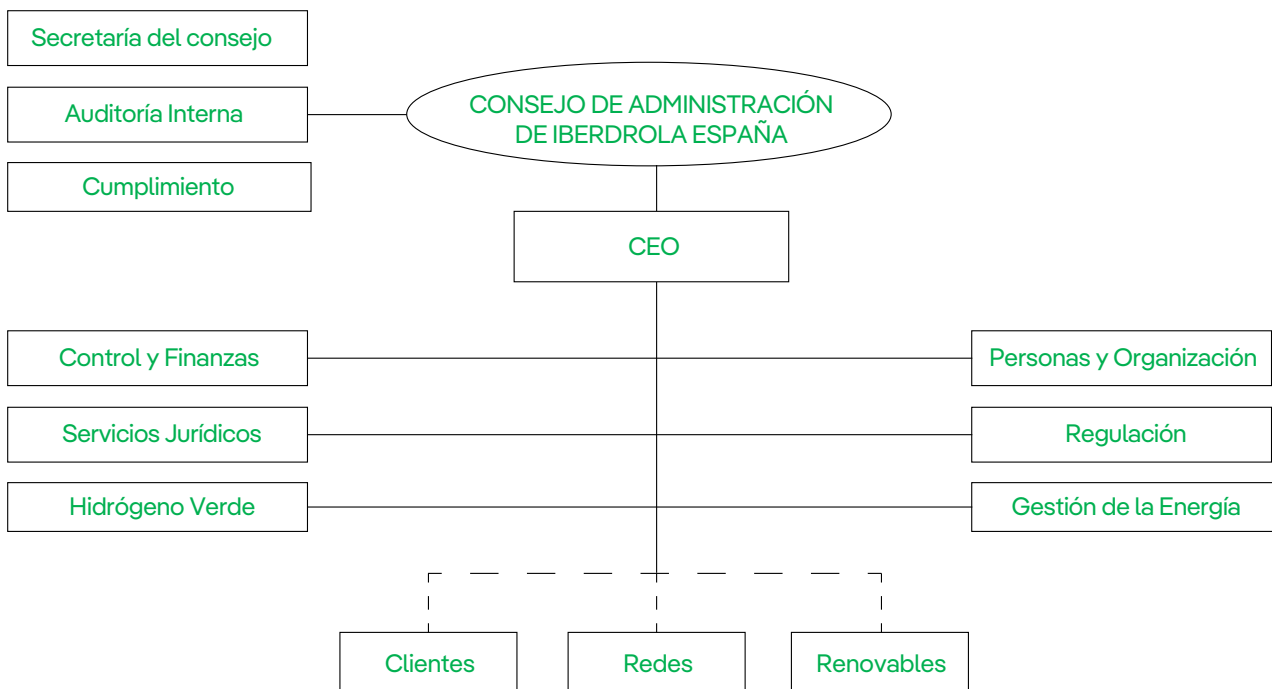 Secretaría del consejo
Auditoría Interna
Cumplimiento
CONSEJO DE ADMINISTRACIÓN
DE IBERDROLA ESPAÑA
CEO
Control y Finanzas
Personas y Organización
Servicios Jurídicos
Regulación
Hidrógeno Verde
Gestión de la Energía
Clientes
Redes
Renovables